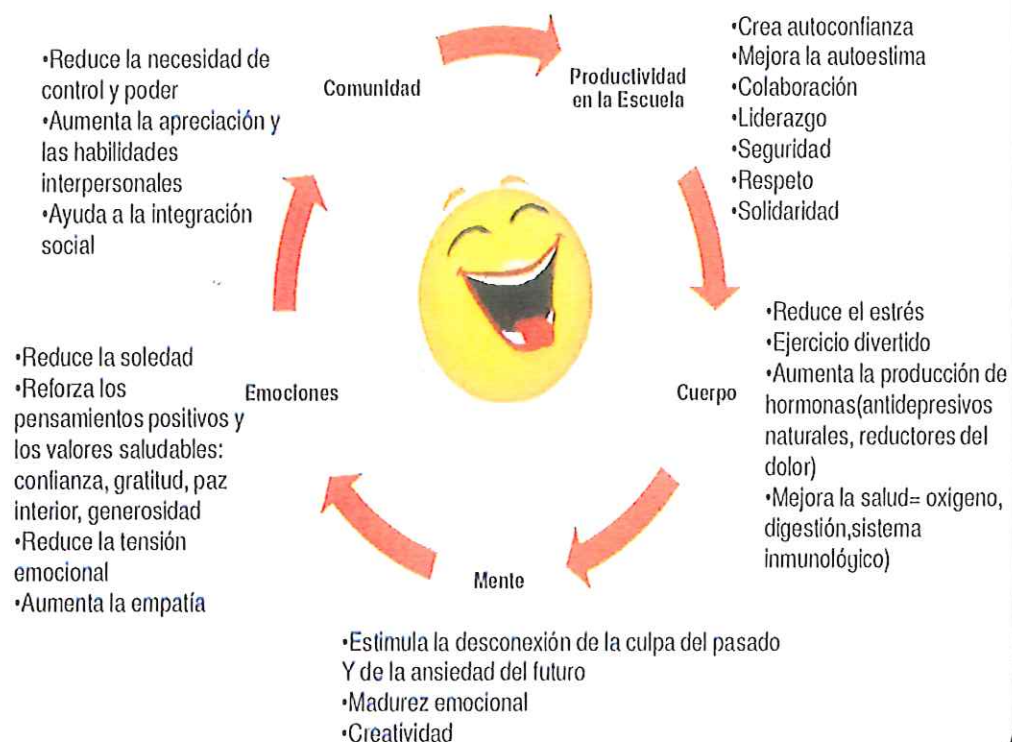 Comunidad
•Reduce la necesidad de
control y poder
•Aumenta la apreciación y
las habilidades
interpersonales
•Ayuda a la integración
social
Productividad
en la Escuela
•Crea autoconfianza
•Mejora la autoestima
•Colaboración
•Liderazgo
•Seguridad
•Respeto
•Solidaridad
Cuerpo
•Reduce el estrés
•Ejercicio divertido
•Aumenta la producción de
hormonas(antidepresivos
naturales, reductores del
dolor)
•Mejora la salud= oxigeno,
digestión,sistema
inmunológico)
Mente
•Estimula la desconexión de la culpa del pasado
Y de la ansiedad del futuro
•Madurez emocional
•Creatividad
Emociones
•Reduce la soledad
•Reforza los
pensamientos positivos y
los valores saludables:
confianza, gratitud, paz
interior, generosidad
•Reduce la tensión
emocional
•Aumenta la empatía